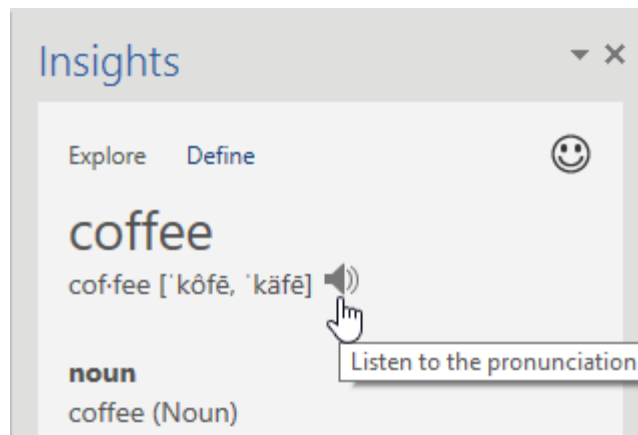 Insights
Explore Define
coffee
cof·fee [ˈkôfē, ˈkäfē]
Listen to the pronunciation
noun
coffee (Noun)